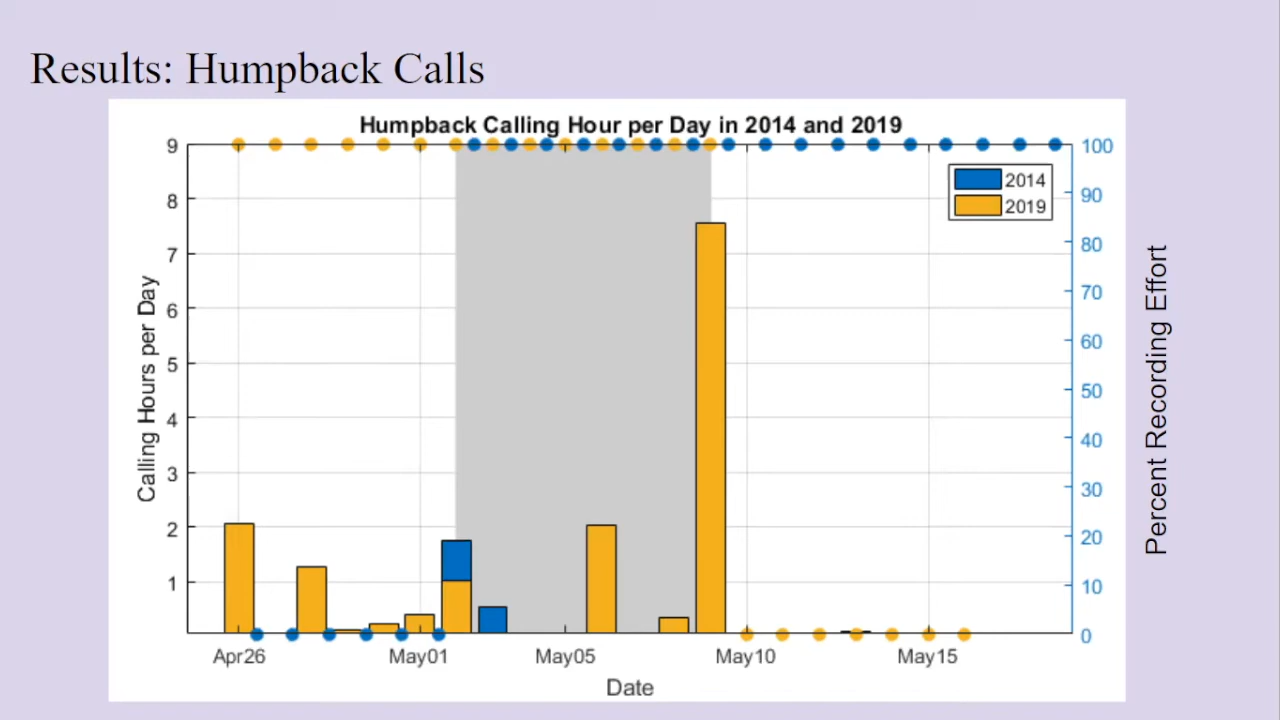 Results: Humpback Calls
Humpback Calling Hour per Day in 2014 and 2019
9
8
7
6
5
4
3
2
1
Calling Hours per Day
100
90
80
70
60
50
40
30
20
10
0
Percent Recording Effort
2014
2019
Apr26
May01
May05
May10
May15
Date